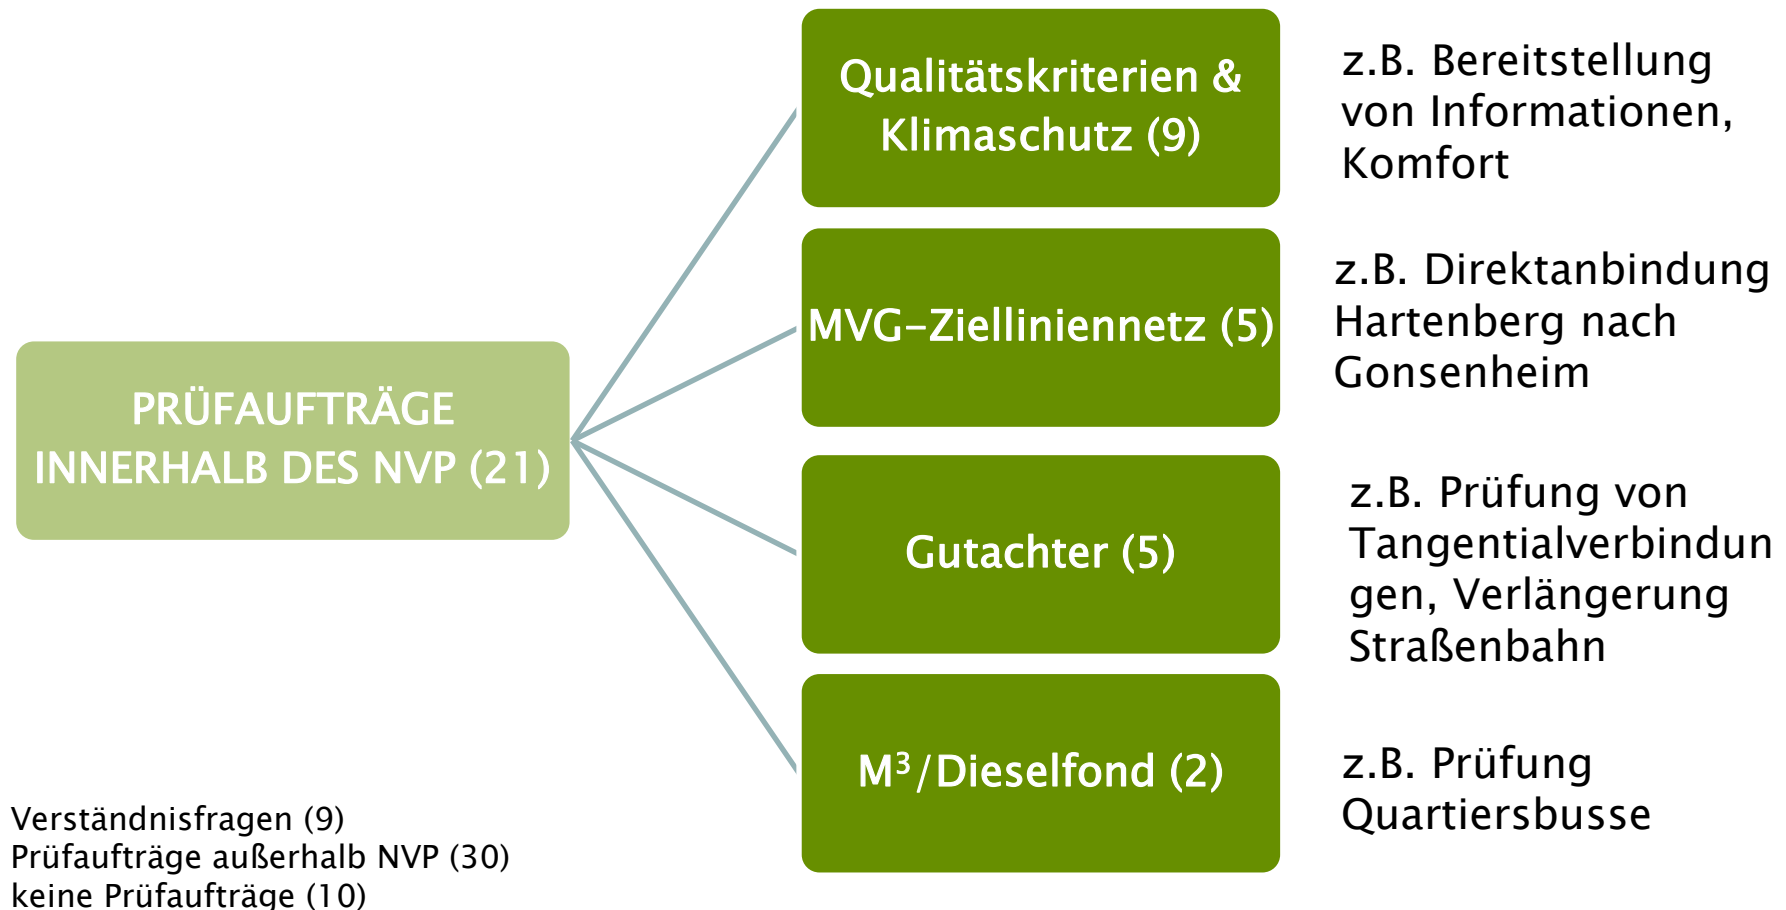 PRÜFAUFTRÄGE
INNERHALB DES NVP (21)
Qualitätskriterien &
Klimaschutz (9)
z.B. Bereitstellung
von Informationen,
Komfort
MVG-Ziellinien­netz (5)
z.B. Direktanbindung
Hartenberg nach
Gonsenheim
Gutachter (5)
z.B. Prüfung von
Tangentialverbindun
gen, Verlängerung
Straßenbahn
M³/Dieselfond (2)
z.B. Prüfung
Quartiersbusse
Verständnisfragen (9)
Prüfaufträge außerhalb NVP (30)
keine Prüfaufträge (10)